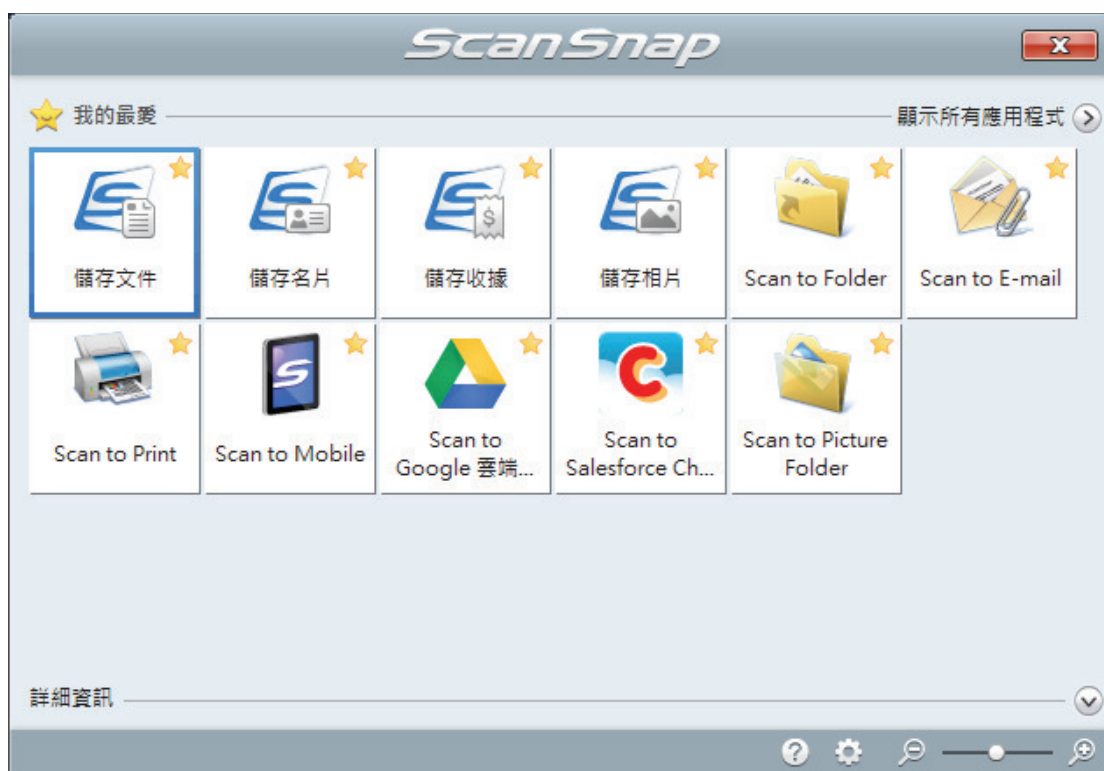 ScanSnap
我的最愛
顯示所有應用程式
儲存文件
儲存名片
儲存收據
儲存相片
Scan to Folder
Scan to E-mail
Scan to Print
Scan to Mobile
Scan to
Google 雲端...
Scan to
Salesforce Ch...
Scan to Picture
Folder
詳細資訊